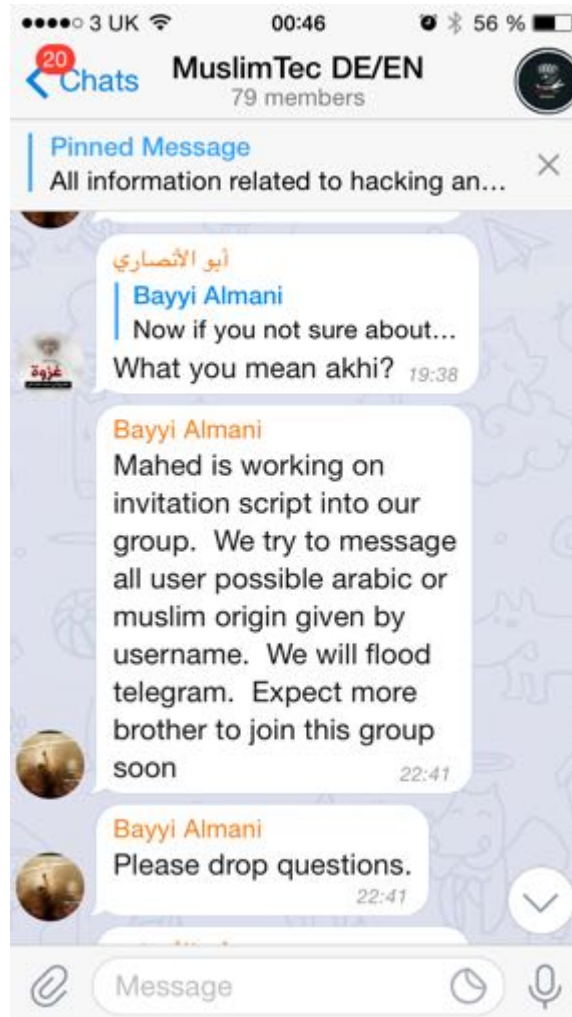 3 UK 00:46 56 %
20
Chats MuslimTec DE/EN
79 members
Pinned Message
All information related to hacking an...
أبو الأنصاري
Bayyi Almani
Now if you not sure about...
What you mean akhi? 19:38
غزوة
Bayyi Almani
Mahed is working on
invitation script into our
group. We try to message
all user possible arabic or
muslim origin given by
username. We will flood
telegram. Expect more
brother to join this group
soon 22:41
Bayyi Almani
Please drop questions.
22:41
Message